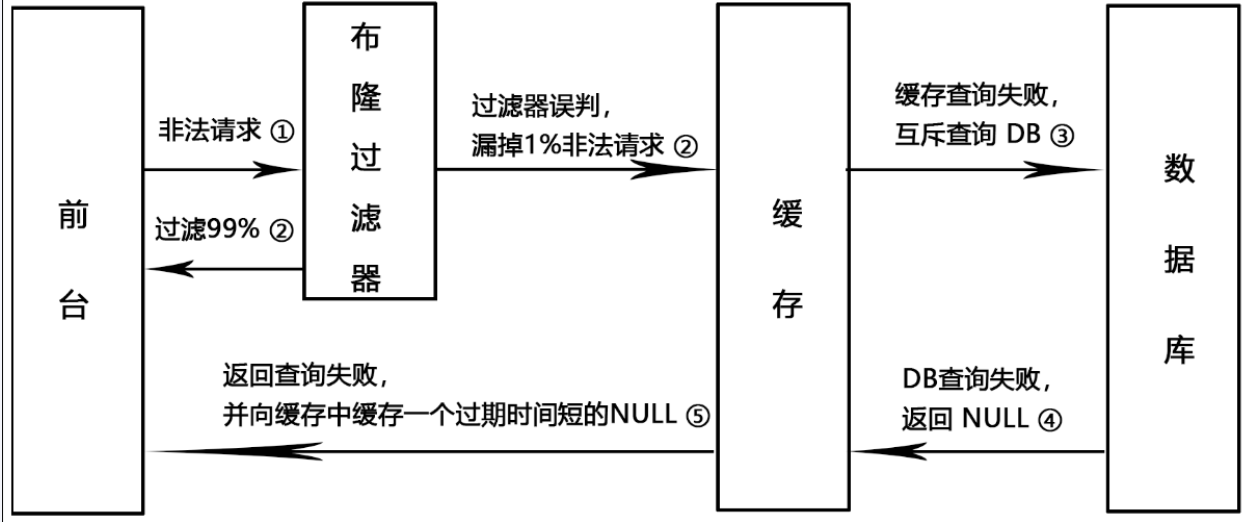 前台
非法请求 ①
过滤99% ②
布隆过滤器
过滤器误判，
漏掉1%非法请求 ②
缓存
缓存查询失败，
互斥查询 DB ③
数据库
返回查询失败，
并向缓存中缓存一个过期时间短的NULL ⑤
DB查询失败，
返回 NULL ④